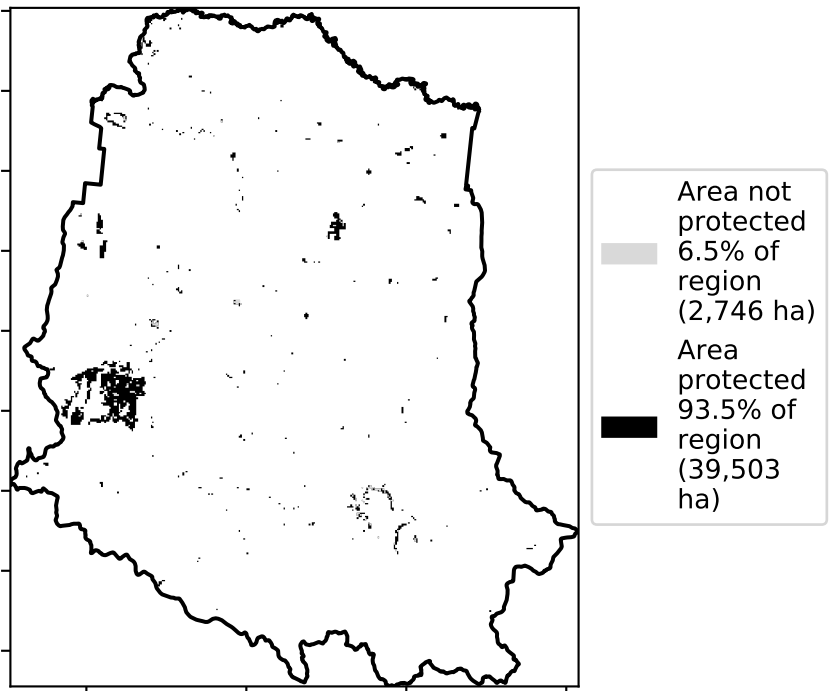 Area not
protected
6.5% of
region
(2,746 ha)
Area
protected
93.5% of
region
(39,503
ha)